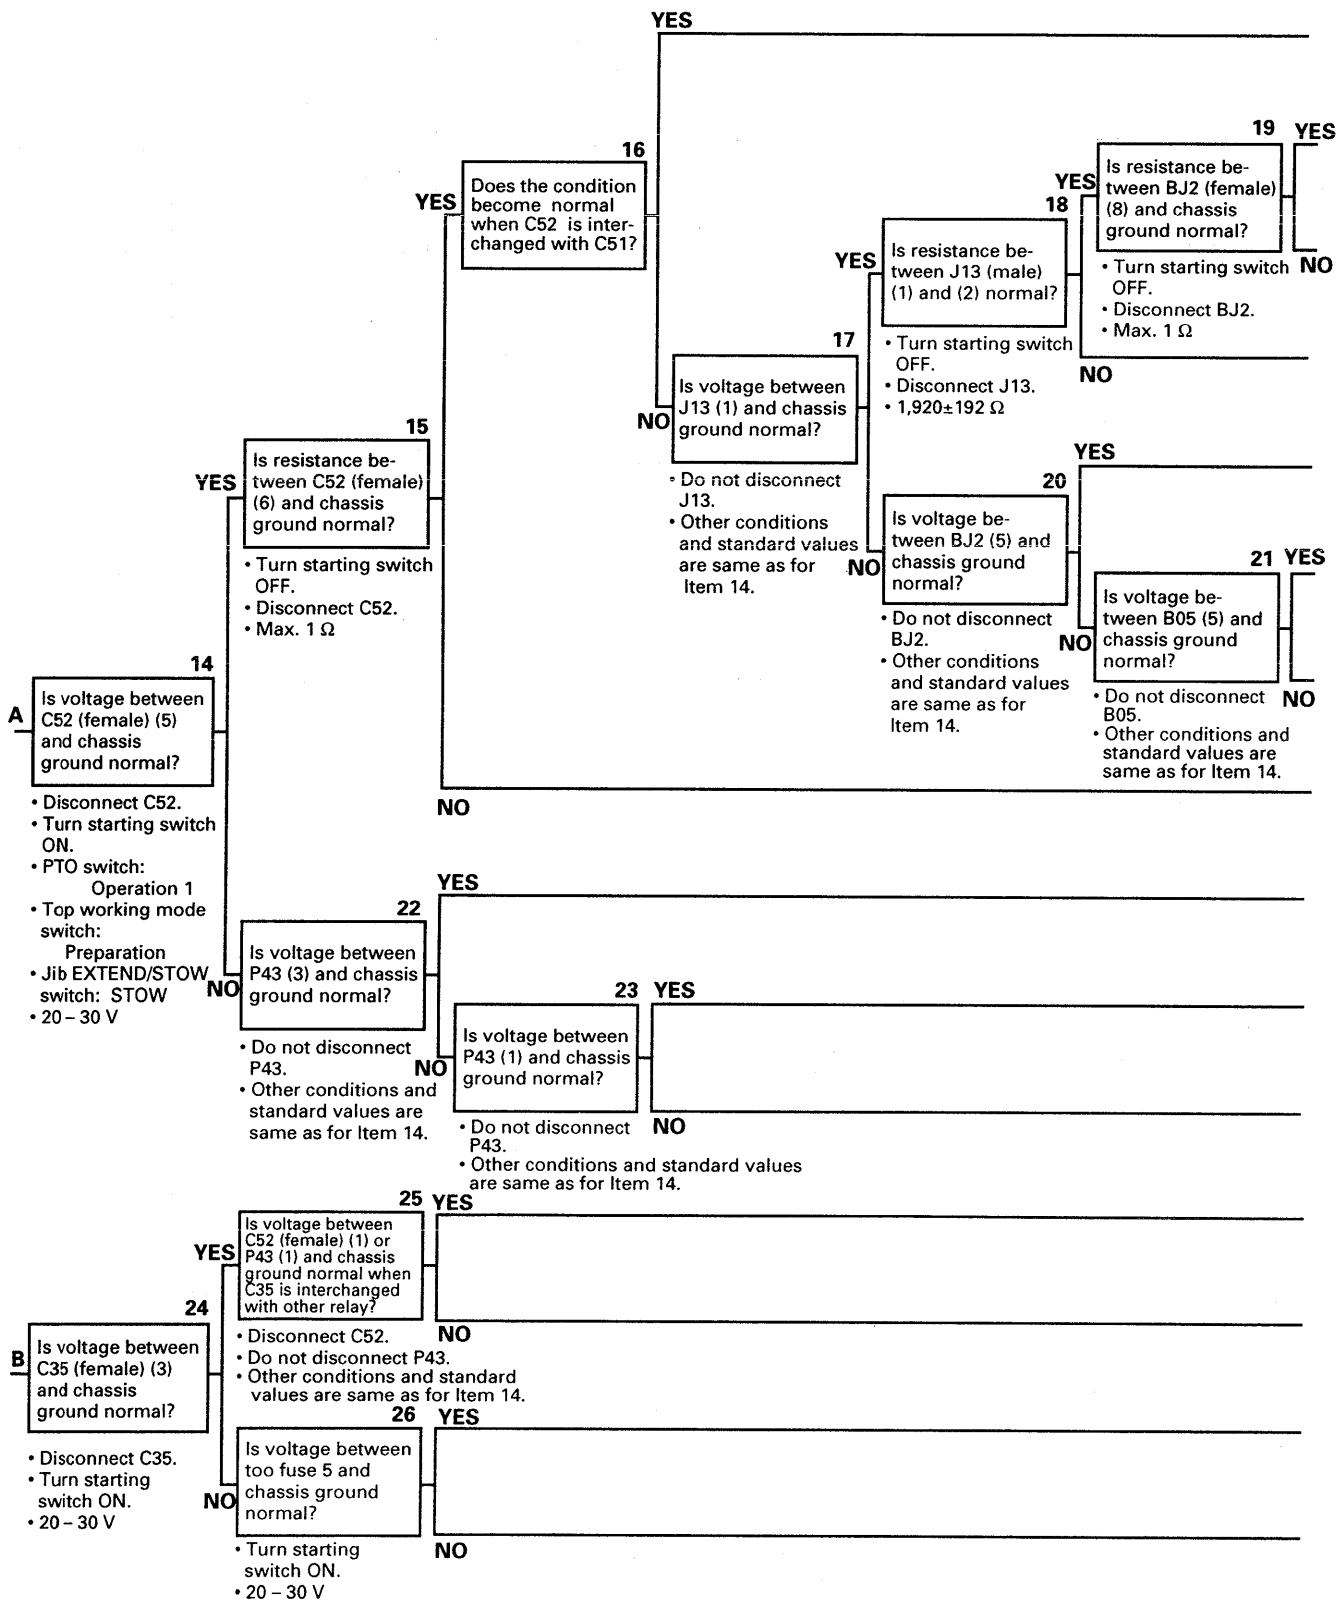 YES
19
YES
16
Is resistance be-
tween BJ2 (female)
(8) and chassis
ground normal?
YES
Does the condition
become normal
when C52 is inter-
changed with C51?
YES
18
Is resistance be-
tween J13 (male)
(1) and (2) normal?
YES
• Turn starting switch
OFF.
• Disconnect BJ2.
• Max. 1 Ω
NO
17
• Turn starting switch
OFF.
• Disconnect J13.
• 1,920±192 Ω
NO
Is voltage between
J13 (1) and chassis
ground normal?
NO
15
YES
Is resistance be-
tween C52 (female)
(6) and chassis
ground normal?
YES
20
• Do not disconnect
J13.
• Other conditions
and standard values
are same as for
Item 14.
Is voltage be-
tween BJ2 (5) and
chassis ground
normal?
NO
21
YES
• Turn starting switch
OFF.
• Disconnect C52.
• Max. 1 Ω
Is voltage be-
tween B05 (5) and
chassis ground
normal?
NO
• Do not disconnect
BJ2.
• Other conditions
and standard values
are same as for
Item 14.
14
A
Is voltage between
C52 (female) (5)
and chassis
ground normal?
• Do not disconnect
B05.
• Other conditions and
standard values are
same as for Item 14.
NO
• Disconnect C52.
• Turn starting switch
ON.
• PTO switch:
Operation 1
• Top working mode
switch:
Preparation
• Jib EXTEND/STOW
switch: STOW
• 20 – 30 V
NO
YES
22
NO
Is voltage between
P43 (3) and chassis
ground normal?
23
YES
• Do not disconnect
P43.
• Other conditions and
standard values are
same as for Item 14.
NO
Is voltage between
P43 (1) and chassis
ground normal?
• Do not disconnect
P43.
• Other conditions and standard values
are same as for Item 14.
NO
25
YES
YES
Is voltage between
C52 (female) (1) or
P43 (1) and chassis
ground normal when
C35 is interchanged
with other relay?
24
B
Is voltage between
C35 (female) (3)
and chassis
ground normal?
• Disconnect C52.
• Do not disconnect P43.
• Other conditions and standard
values are same as for Item 14.
NO
26
YES
• Disconnect C35.
• Turn starting
switch ON.
• 20 – 30 V
NO
Is voltage between
too fuse 5 and
chassis ground
normal?
• Turn starting
switch ON.
• 20 – 30 V
NO